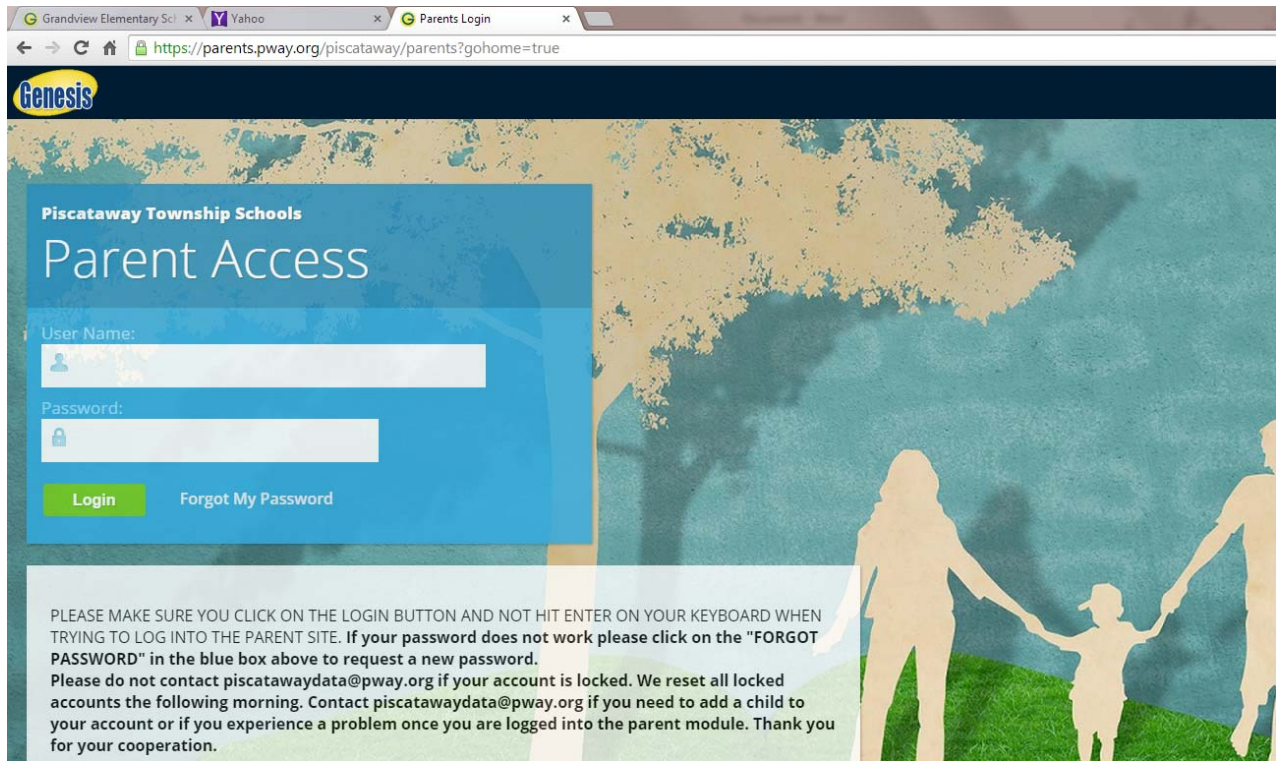 Grandview Elementary Sch
Yahoo
Parents Login
https://parents.pway.org/piscataway/parents?gohome=true
Genesis
Piscataway Township Schools
Parent Access
User Name:
Password:
Login Forgot My Password
PLEASE MAKE SURE YOU CLICK ON THE LOGIN BUTTON AND NOT HIT ENTER ON YOUR KEYBOARD WHEN
TRYING TO LOG INTO THE PARENT SITE. If your password does not work please click on the "FORGOT
PASSWORD" in the blue box above to request a new password.
Please do not contact piscatawaydata@pway.org if your account is locked. We reset all locked
accounts the following morning. Contact piscatawaydata@pway.org if you need to add a child to
your account or if you experience a problem once you are logged into the parent module. Thank you
for your cooperation.